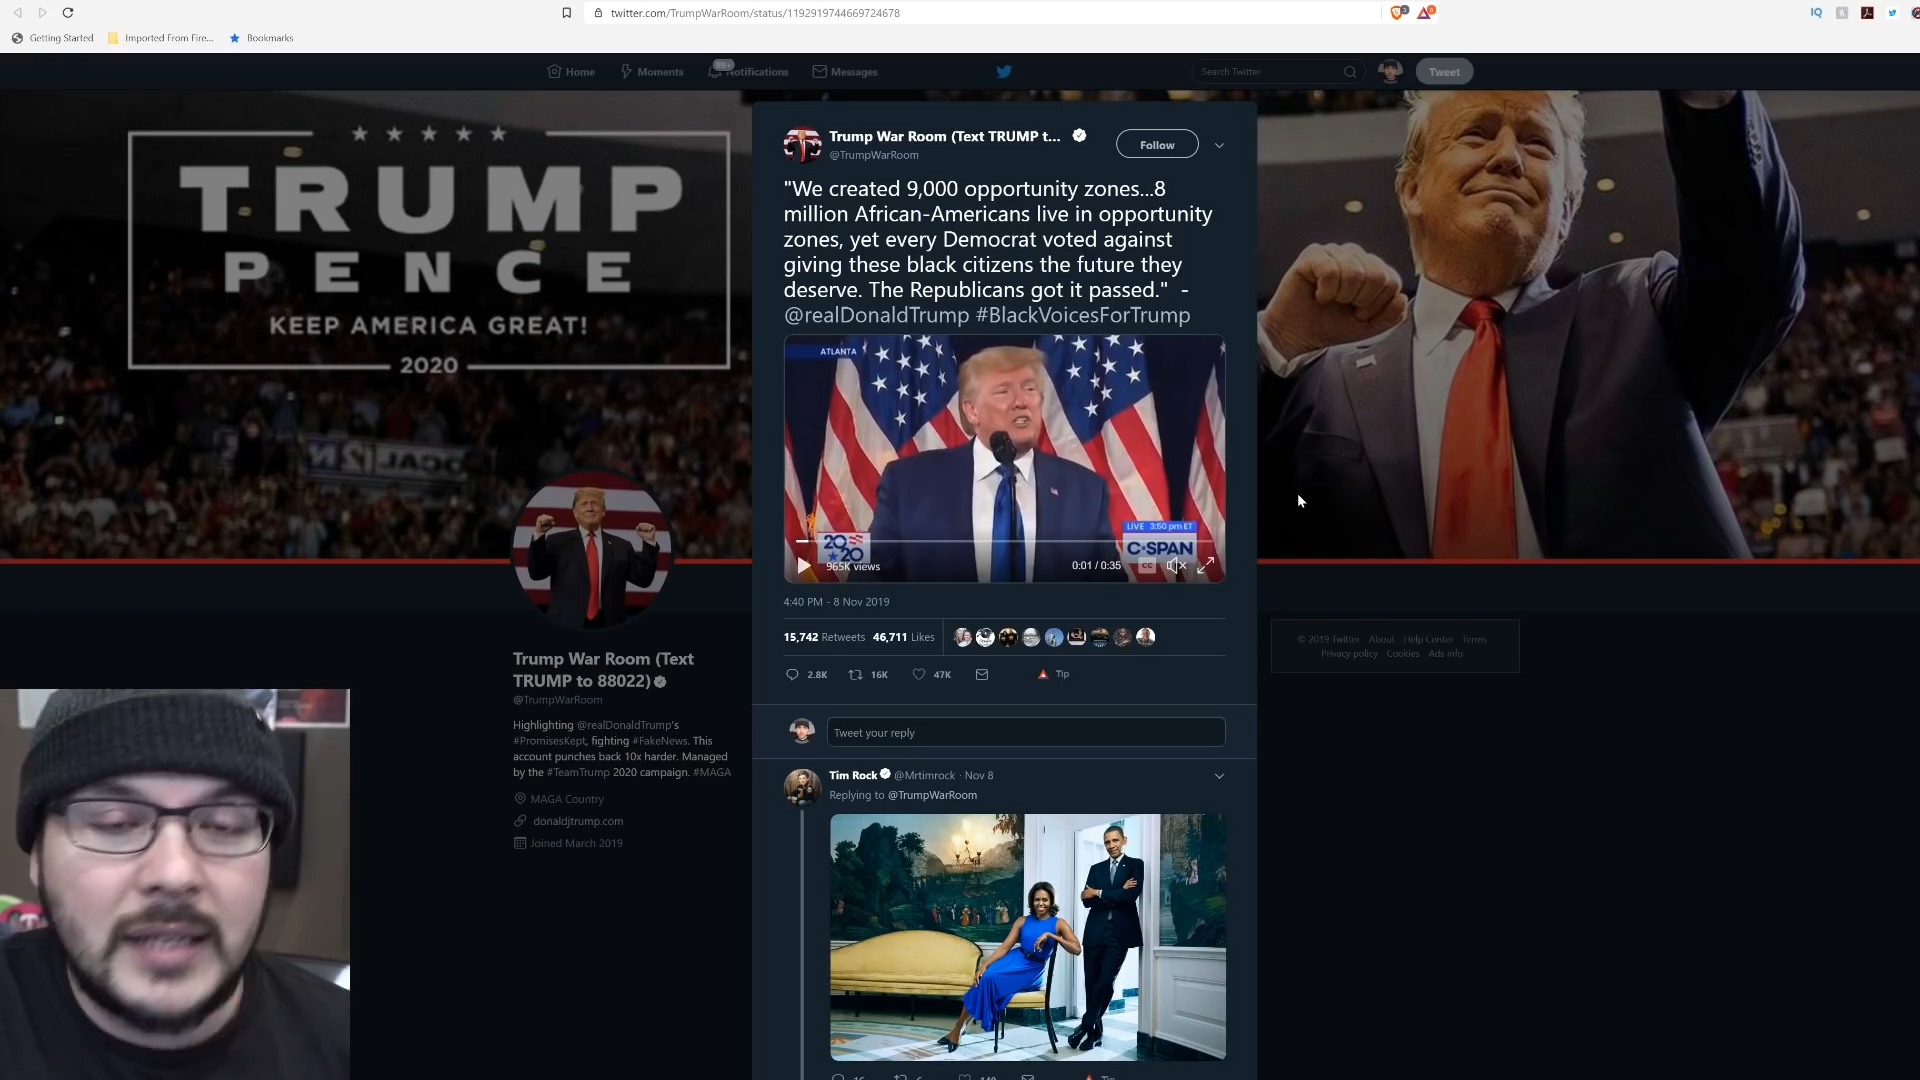 twitter.com/TrumpWarRoom/status/1192919744669724678
IQ
Getting Started
Imported From Fire...
Bookmarks
Home
Moments
99+
Notifications
Messages
Search Twitter
Tweet
TRUMP
PENCE
KEEP AMERICA GREAT!
2020
Trump War Room (Text TRUMP t...
@TrumpWarRoom
Follow
"We created 9,000 opportunity zones...8
million African-Americans live in opportunity
zones, yet every Democrat voted against
giving these black citizens the future they
deserve. The Republicans got it passed."  -
@realDonaldTrump #BlackVoicesForTrump
ATLANTA
LIVE 3:50 pm ET
C-SPAN
2020
965K views
0:01 / 0:35
CC
4:40 PM - 8 Nov 2019
15,742 Retweets 46,711 Likes
2.8K
16K
47K
Tip
Tweet your reply
Tim Rock @Mrtimrock · Nov 8
Replying to @TrumpWarRoom
Trump War Room (Text
TRUMP to 88022)
@TrumpWarRoom
Highlighting @realDonaldTrump's
#PromisesKept, fighting #FakeNews. This
account punches back 10x harder. Managed
by the #TeamTrump 2020 campaign. #MAGA
MAGA Country
donaldjtrump.com
Joined March 2019
© 2019 Twitter About Help Center Terms
Privacy policy Cookies Ads info